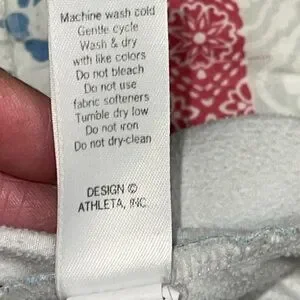 Machine wash cold
Gentle cycle
Wash & dry
with like colors
Do not bleach
Do not use
fabric softeners
Tumble dry low
Do not iron
Do not dry-clean
DESIGN ©
ATHLETA, INC.